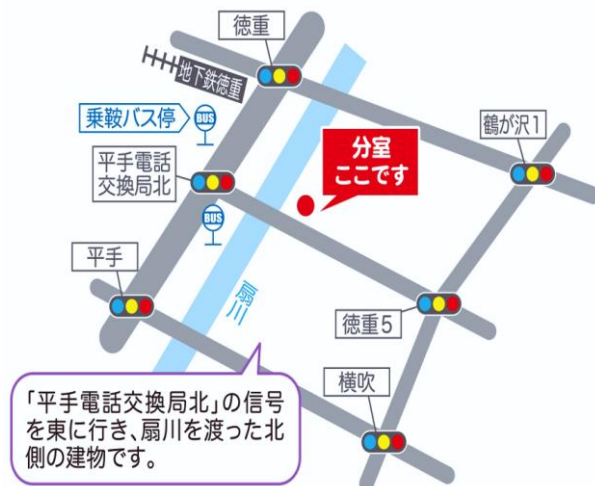 徳重
地下鉄徳重
乗鞍バス停
BUS
鶴が沢1
分室
ここです
平手電話
交換局北
BUS
平手
扇川
徳重5
横吹
「平手電話交換局北」の信号
を東に行き、扇川を渡った北
側の建物です。